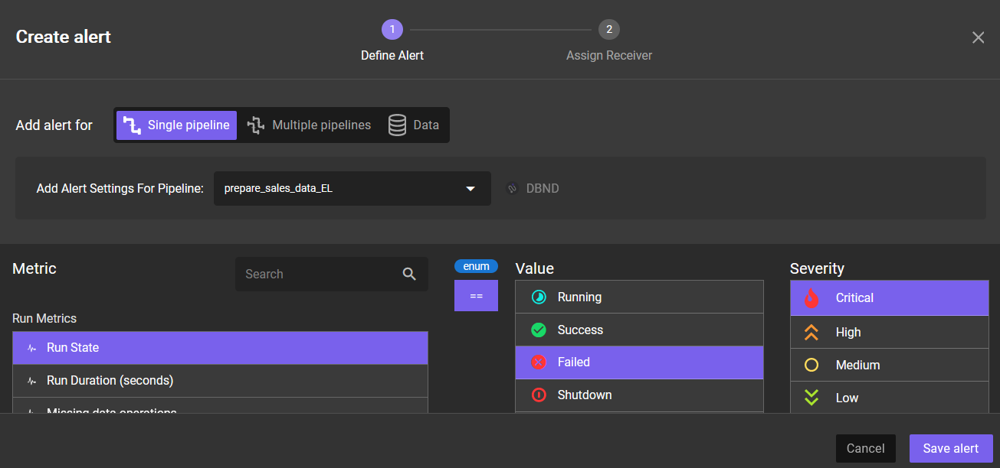 Create alert
1
2
Define Alert
Assign Receiver
Add alert for
Single pipeline
Multiple pipelines
Data
Add Alert Settings For Pipeline:
prepare_sales_data_EL
DBND
Metric
Search
enum
==
Value
Severity
Run Metrics
Run State
Run Duration (seconds)
Missing data operations
Running
Success
Failed
Shutdown
Critical
High
Medium
Low
Cancel
Save alert